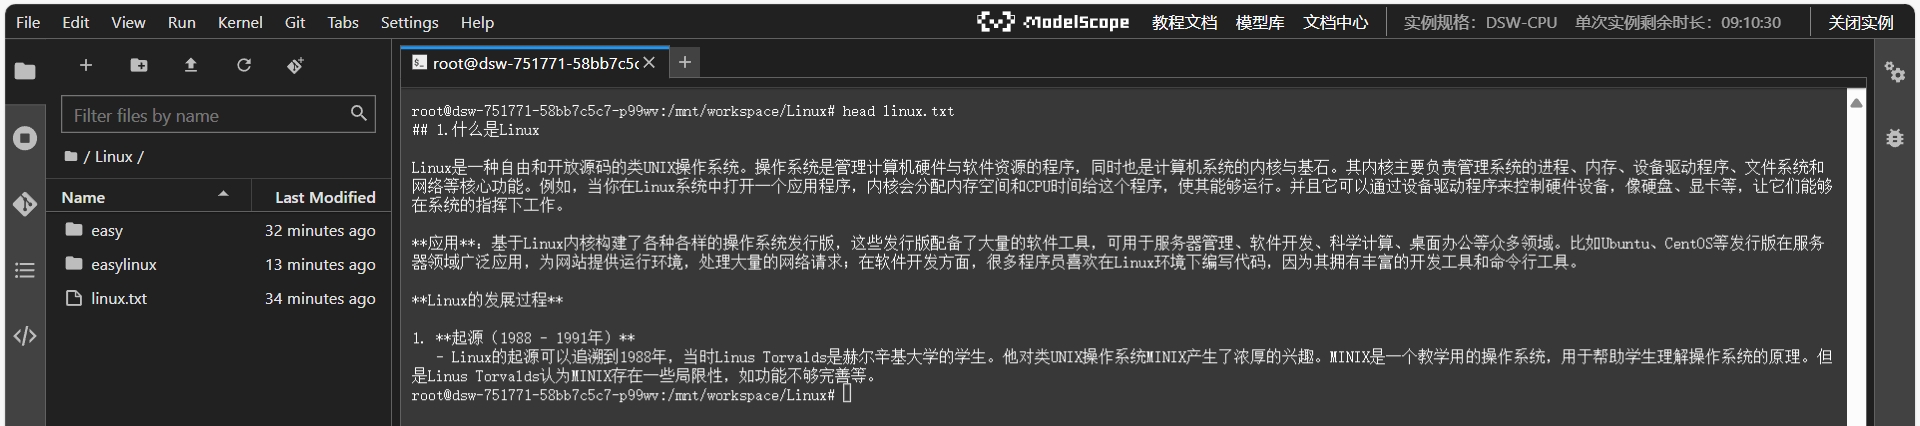 File Edit View Run Kernel Git Tabs Settings Help ModelScope 教程文档 模型库 文档中心 实例规格：DSW-CPU 单次实例剩余时长：09:10:30 关闭实例
root@dsw-751771-58bb7c5c
Filter files by name
/ Linux /
Name Last Modified
easy 32 minutes ago
easylinux 13 minutes ago
linux.txt 34 minutes ago
root@dsw-751771-58bb7c5c7-p99wv:/mnt/workspace/Linux# head linux.txt
## 1.什么是Linux
Linux是一种自由和开放源码的类UNIX操作系统。操作系统是管理计算机硬件与软件资源的程序，同时也是计算机系统的内核与基石。其内核主要负责管理系统的进程、内存、设备驱动程序、文件系统和
网络等核心功能。例如，当你在Linux系统中打开一个应用程序，内核会分配内存空间和CPU时间给这个程序，使其能够运行。并且它可以通过设备驱动程序来控制硬件设备，像硬盘、显卡等，让它们能够
在系统的指挥下工作。
**应用**：基于Linux内核构建了各种各样的操作系统发行版，这些发行版配备了大量的软件工具，可用于服务器管理、软件开发、科学计算、桌面办公等众多领域。比如Ubuntu、CentOS等发行版在服务
器领域广泛应用，为网站提供运行环境，处理大量的网络请求；在软件开发方面，很多程序员喜欢在Linux环境下编写代码，因为其拥有丰富的开发工具和命令行工具。
**Linux的发展过程**
1. **起源（1988 - 1991年）**
- Linux的起源可以追溯到1988年，当时Linus Torvalds是赫尔辛基大学的学生。他对类UNIX操作系统MINIX产生了浓厚的兴趣。MINIX是一个教学用的操作系统，用于帮助学生理解操作系统的原理。但
是Linus Torvalds认为MINIX存在一些局限性，如功能不够完善等。
root@dsw-751771-58bb7c5c7-p99wv:/mnt/workspace/Linux#